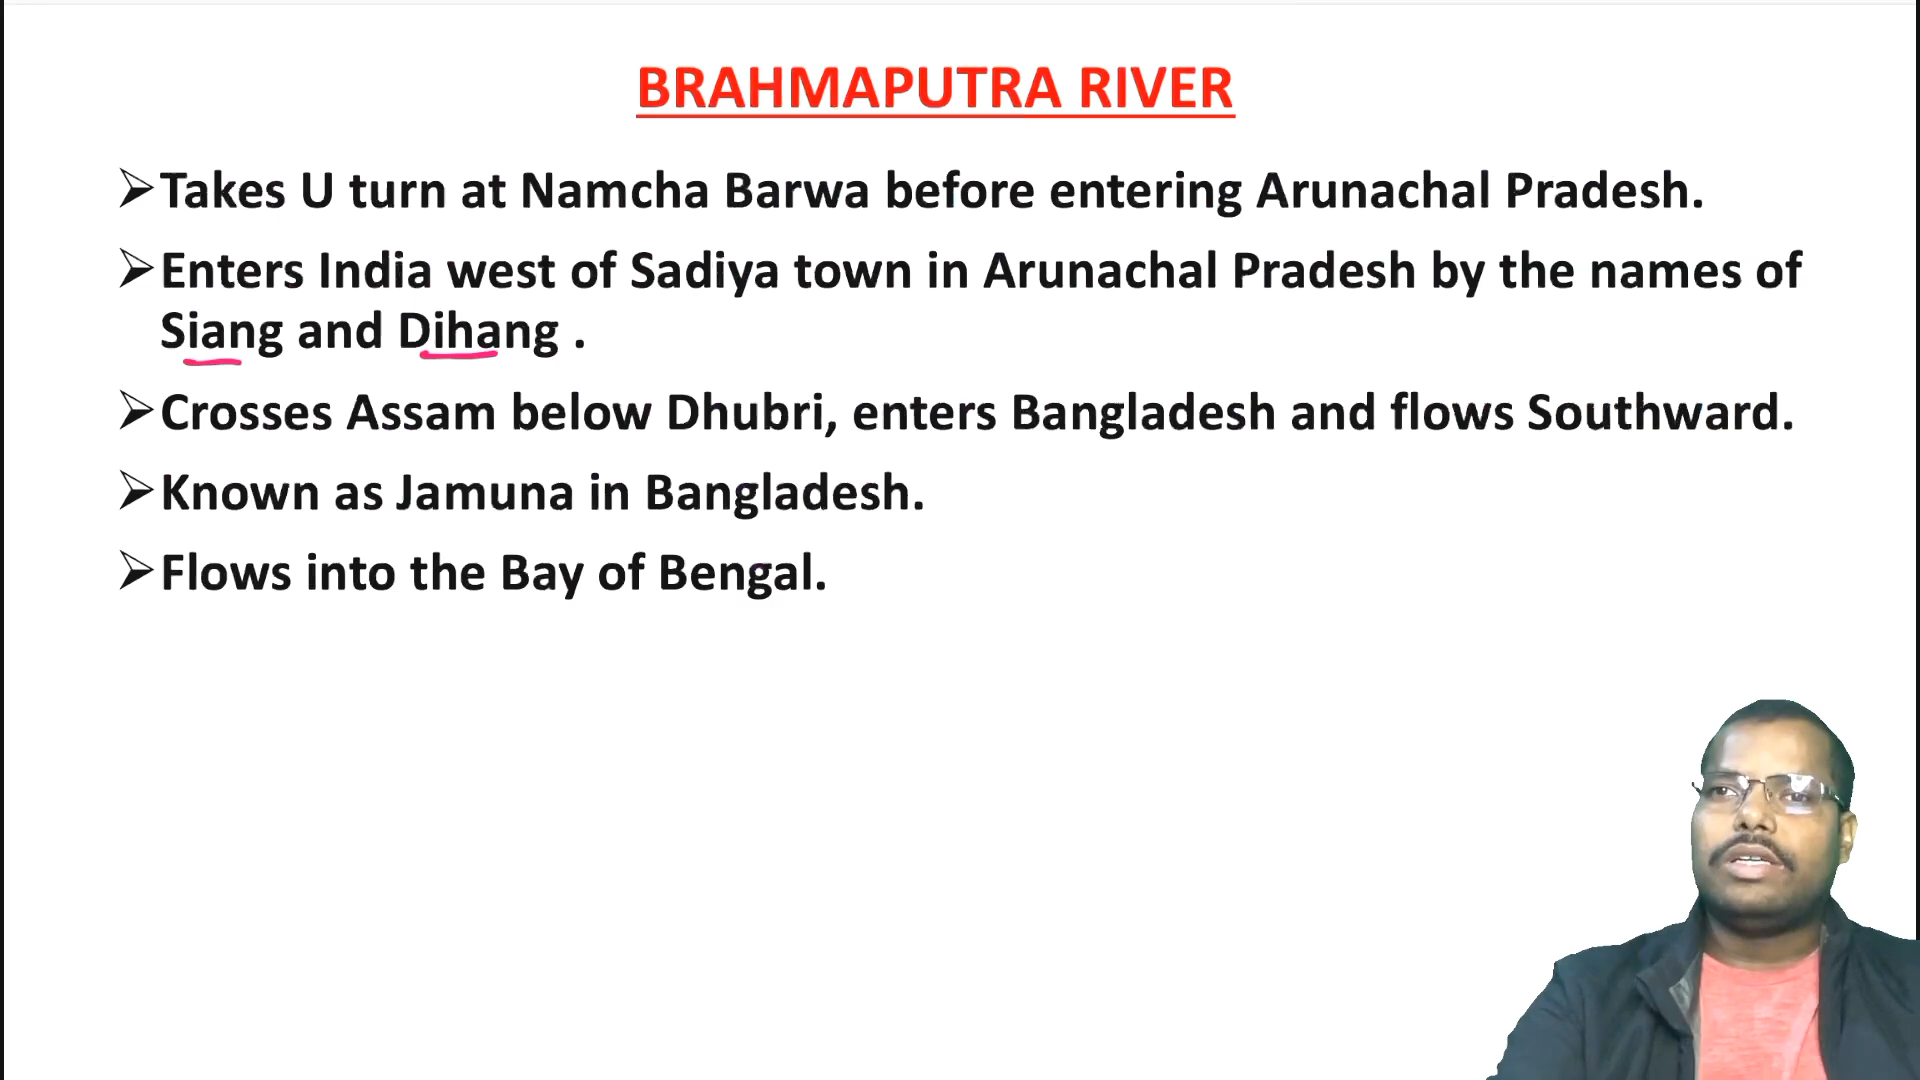 BRAHMAPUTRA RIVER
➢Takes U turn at Namcha Barwa before entering Arunachal Pradesh.
➢Enters India west of Sadiya town in Arunachal Pradesh by the names of
Siang and Dihang .
➢Crosses Assam below Dhubri, enters Bangladesh and flows Southward.
➢Known as Jamuna in Bangladesh.
➢Flows into the Bay of Bengal.